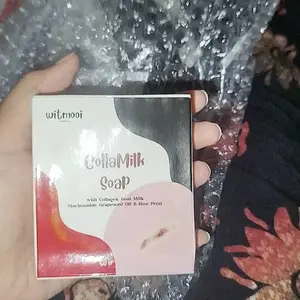 witmooi
CollaMilk
Soap
with Collagen Goat Milk
Niacinamide Grapeseed Oil & Rose Petal